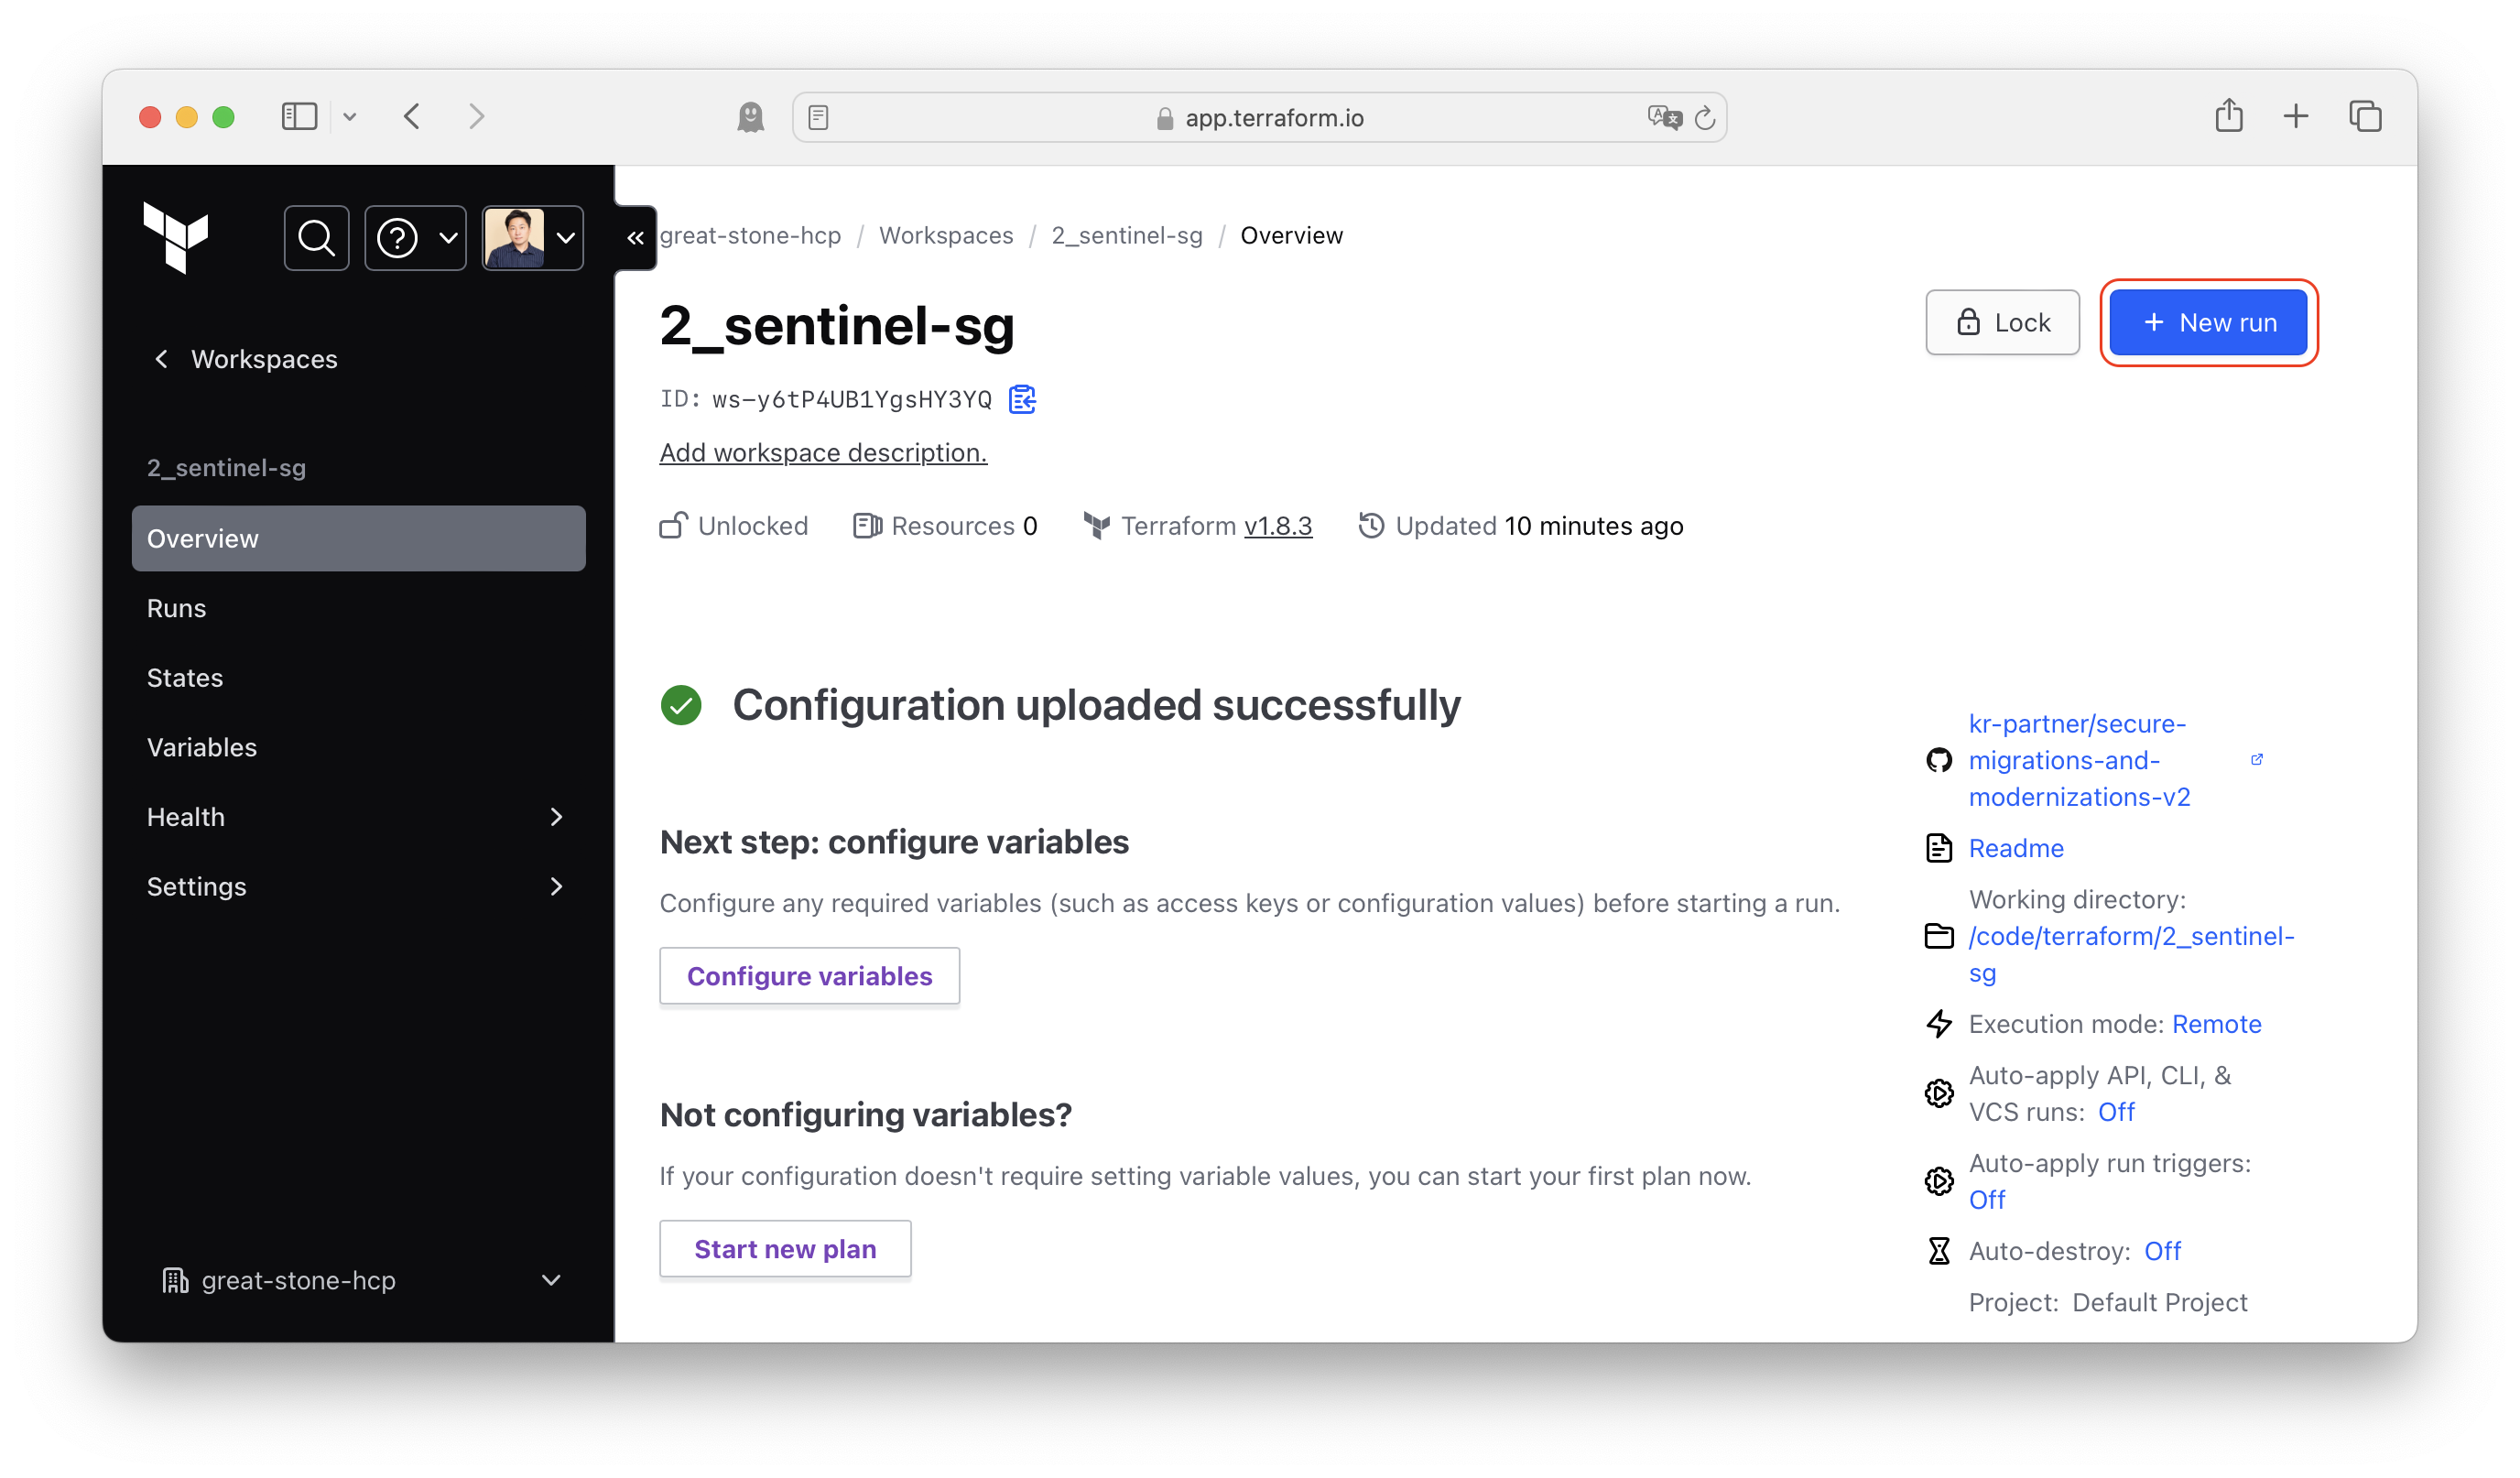 app.terraform.io
great-stone-hcp / Workspaces / 2_sentinel-sg / Overview
Workspaces
2_sentinel-sg
Overview
Runs
States
Variables
Health
Settings
great-stone-hcp
2_sentinel-sg
Lock
+ New run
ID: ws-y6tP4UB1YgsHY3YQ
Add workspace description.
Unlocked
Resources 0
Terraform v1.8.3
Updated 10 minutes ago
Configuration uploaded successfully
Next step: configure variables
Configure any required variables (such as access keys or configuration values) before starting a run.
Configure variables
Not configuring variables?
If your configuration doesn't require setting variable values, you can start your first plan now.
Start new plan
kr-partner/secure-
migrations-and-
modernizations-v2
Readme
Working directory:
/code/terraform/2_sentinel-
sg
Execution mode: Remote
Auto-apply API, CLI, &
VCS runs: Off
Auto-apply run triggers:
Off
Auto-destroy: Off
Project: Default Project